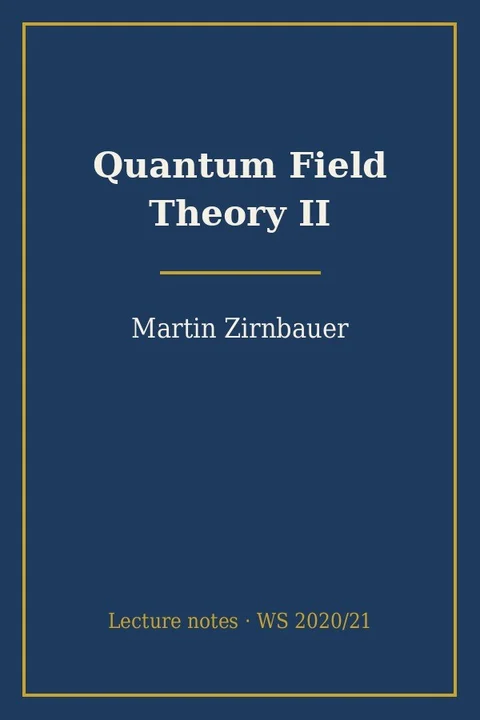 Quantum Field
Theory II
Martin Zirnbauer
Lecture notes · WS 2020/21